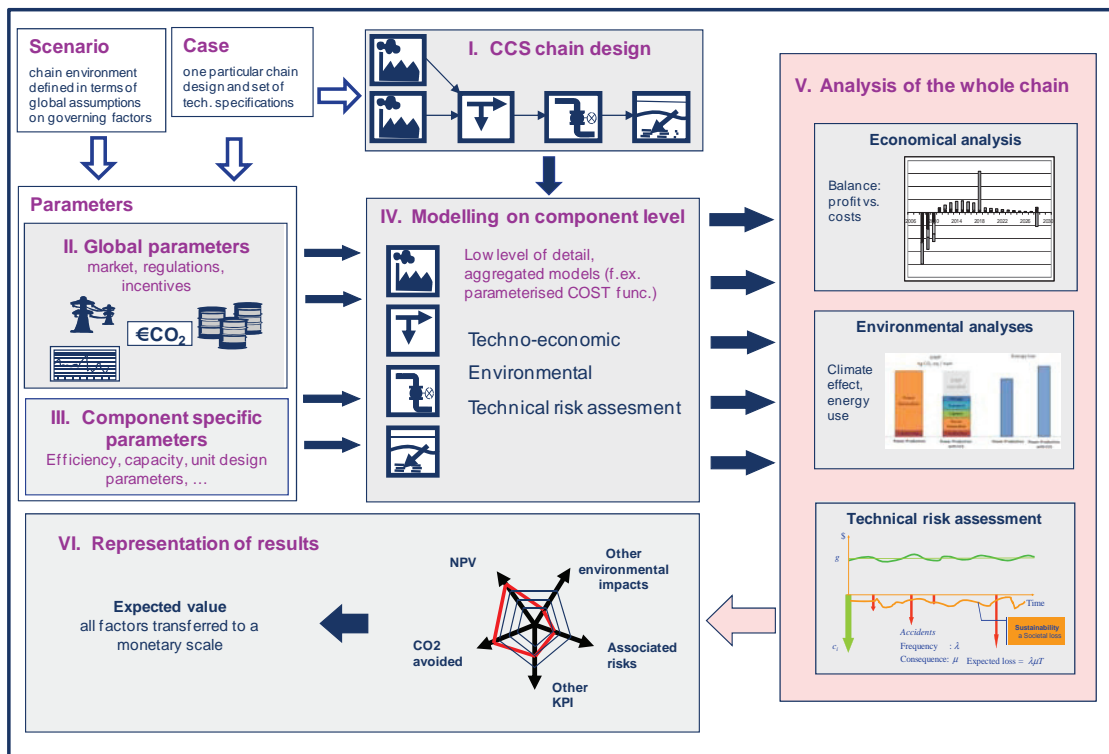 Scenario
chain environment
defined in terms of
global assumptions
on governing factors
Case
one particular chain
design and set of
tech. specifications
I. CCS chain design
Parameters
II. Global parameters
market, regulations,
incentives
€CO2
III. Component specific
parameters
Efficiency, capacity, unit design
parameters, …
IV. Modelling on component level
Low level of detail,
aggregated models (f.ex.
parameterised COST func.)
Techno-economic
Environmental
Technical risk assesment
V. Analysis of the whole chain
Economical analysis
Balance:
profit vs.
costs
2006 2014 2018 2022 2026 2030
Environmental analyses
Climate
effect,
energy
use
Technical risk assessment
$
g
Time
Sustainability
a Societal loss
Accidents
Frequency : λ
Consequence: μ Expected loss = λμT
VI. Representation of results
Expected value
all factors transferred to a
monetary scale
NPV
Other
environmental
impacts
CO2
avoided
Associated
risks
Other
KPI